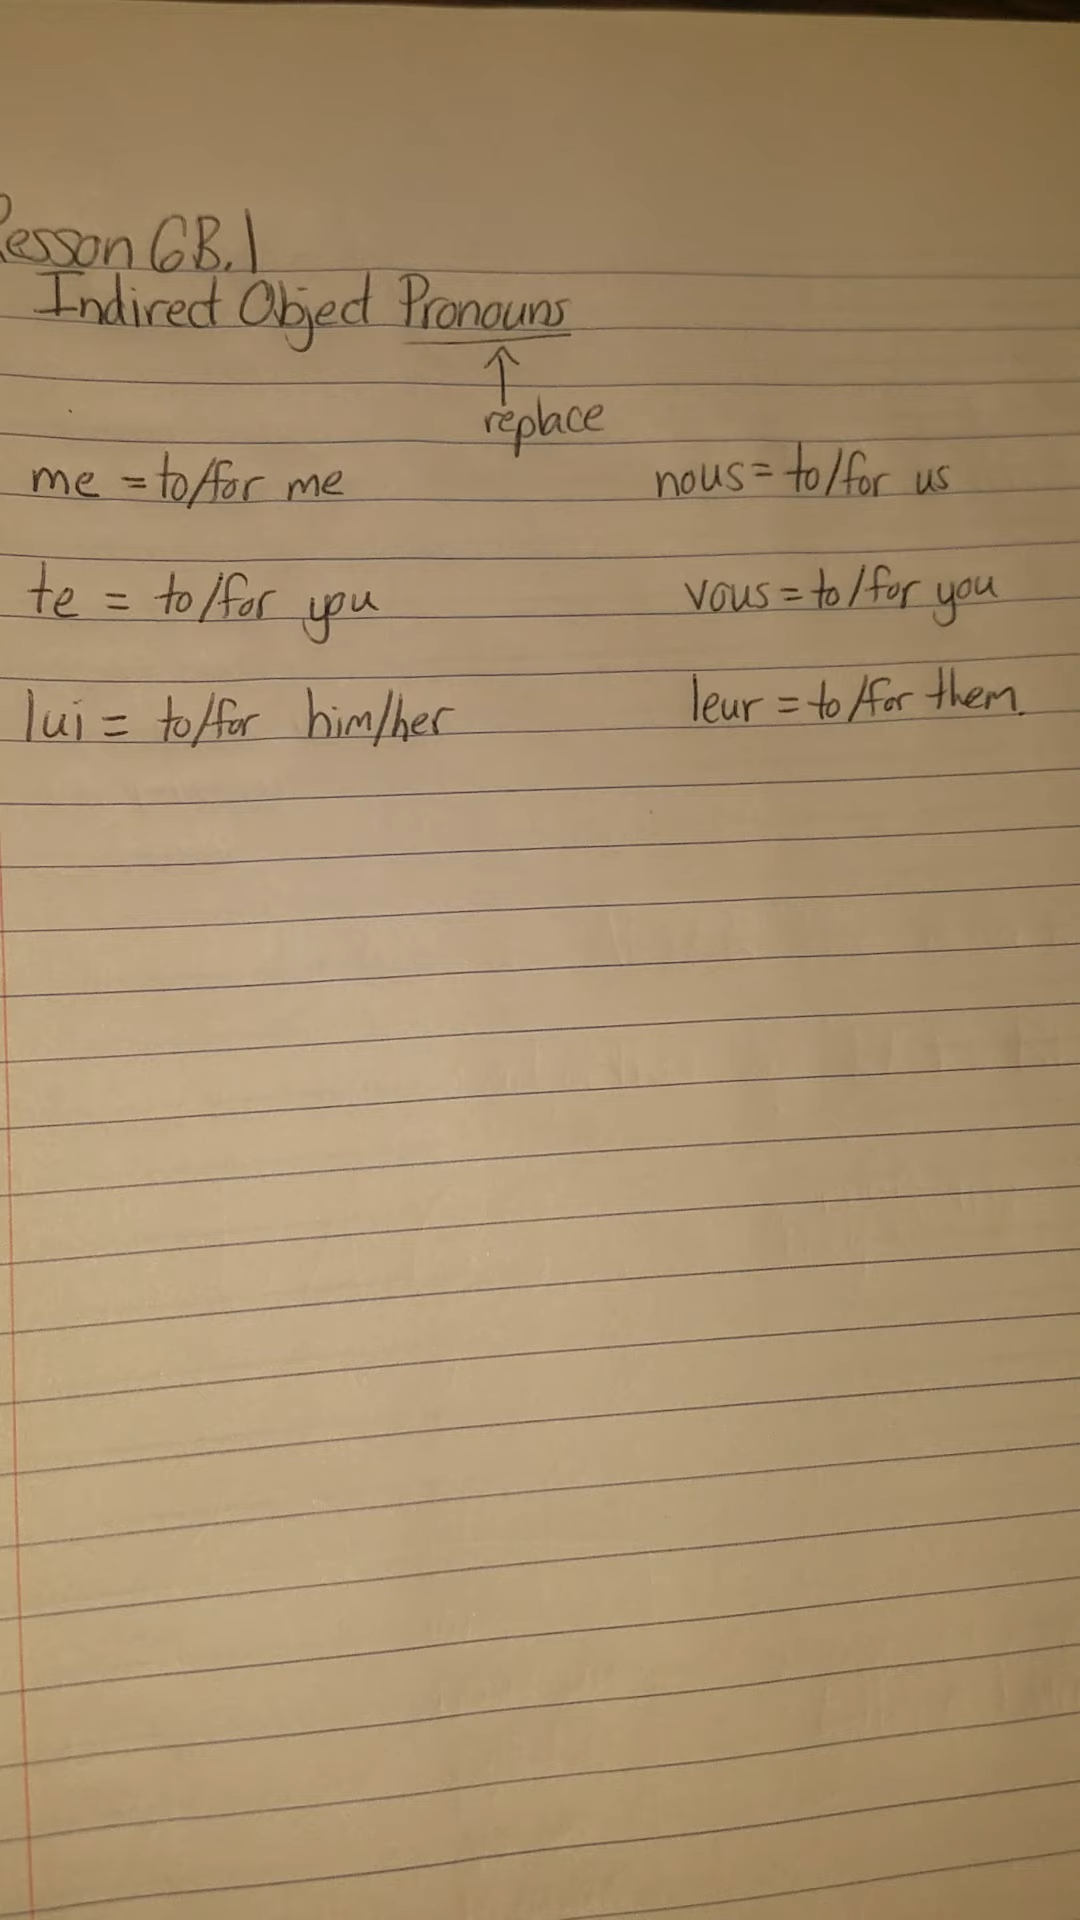 Lesson 6B.1
Indirect Object Pronouns
replace
me = to/for me
nous = to/for us
te = to/for you
vous = to/for you
lui = to/for him/her
leur = to/for them.